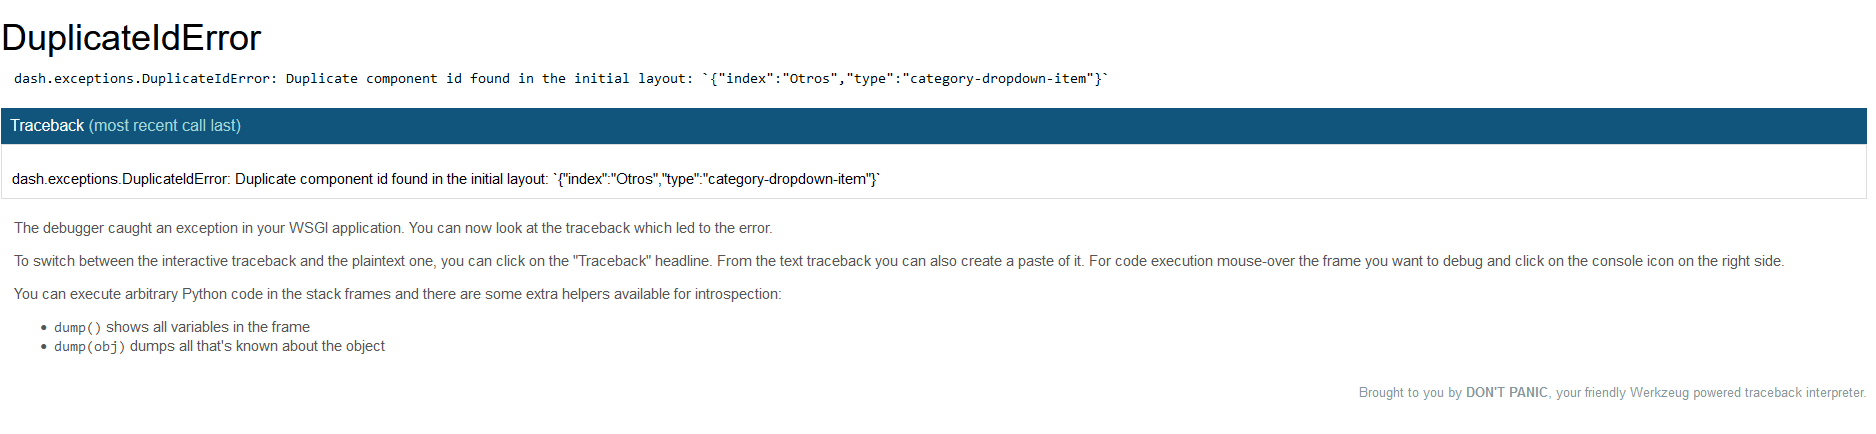 DuplicateIdError
dash.exceptions.DuplicateIdError: Duplicate component id found in the initial layout: `{"index":"Otros","type":"category-dropdown-item"}`
Traceback (most recent call last)
dash.exceptions.DuplicateIdError: Duplicate component id found in the initial layout: `{"index":"Otros","type":"category-dropdown-item"}`
The debugger caught an exception in your WSGI application. You can now look at the traceback which led to the error.
To switch between the interactive traceback and the plaintext one, you can click on the "Traceback" headline. From the text traceback you can also create a paste of it. For code execution mouse-over the frame you want to debug and click on the console icon on the right side.
You can execute arbitrary Python code in the stack frames and there are some extra helpers available for introspection:
• dump() shows all variables in the frame
• dump(obj) dumps all that's known about the object
Brought to you by DON'T PANIC, your friendly Werkzeug powered traceback interpreter.